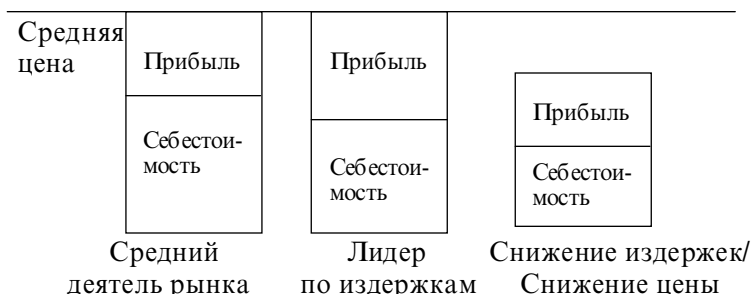 Средняя
цена
Прибыль
Себестои-
мость
Прибыль
Себестои-
мость
Прибыль
Себестои-
мость
Средний
деятель рынка
Лидер
по издержкам
Снижение издержек/
Снижение цены